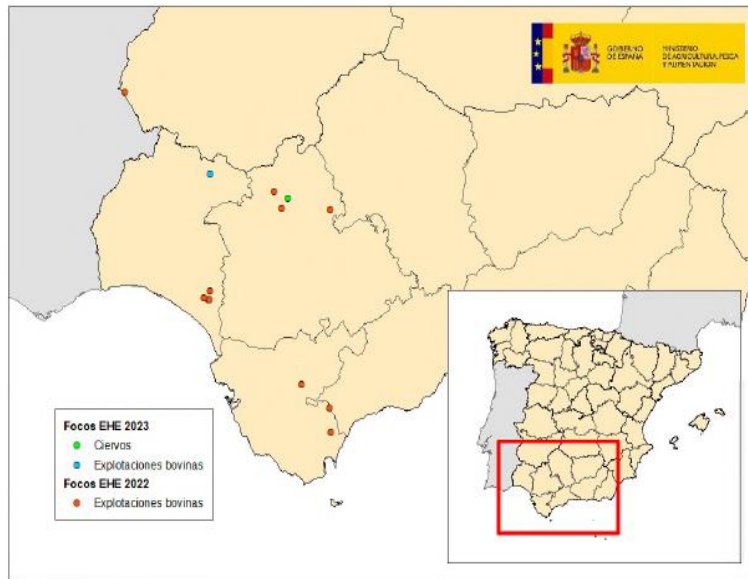 GOBIERNO
DE ESPAÑA
MINISTERIO
DE AGRICULTURA, PESCA
Y ALIMENTACIÓN
Focos EHE 2023
Ciervos
Explotaciones bovinas
Focos EHE 2022
Explotaciones bovinas